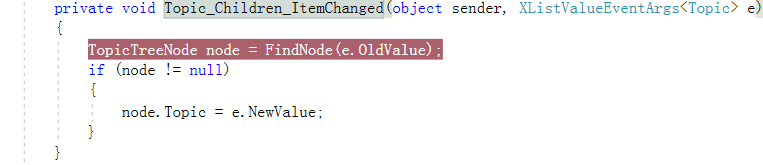 private void Topic_Children_ItemChanged(object sender, XListValueEventArgs<Topic> e)
{
TopicTreeNode node = FindNode(e.OldValue);
if (node != null)
{
node.Topic = e.NewValue;
}
}